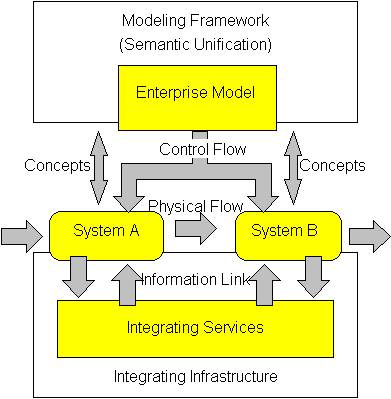 Modeling Framework
(Semantic Unification)
Enterprise Model
Control Flow
Concepts
Concepts
Physical Flow
System A
System B
Information Link
Integrating Services
Integrating Infrastructure